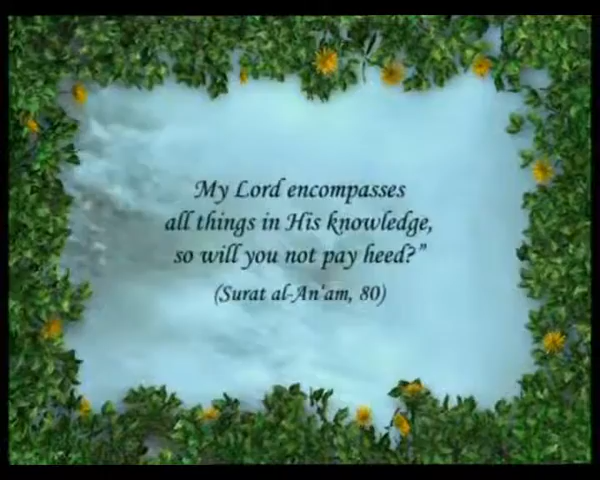 My Lord encompasses
all things in His knowledge,
so will you not pay heed?”
(Surat al-An'am, 80)